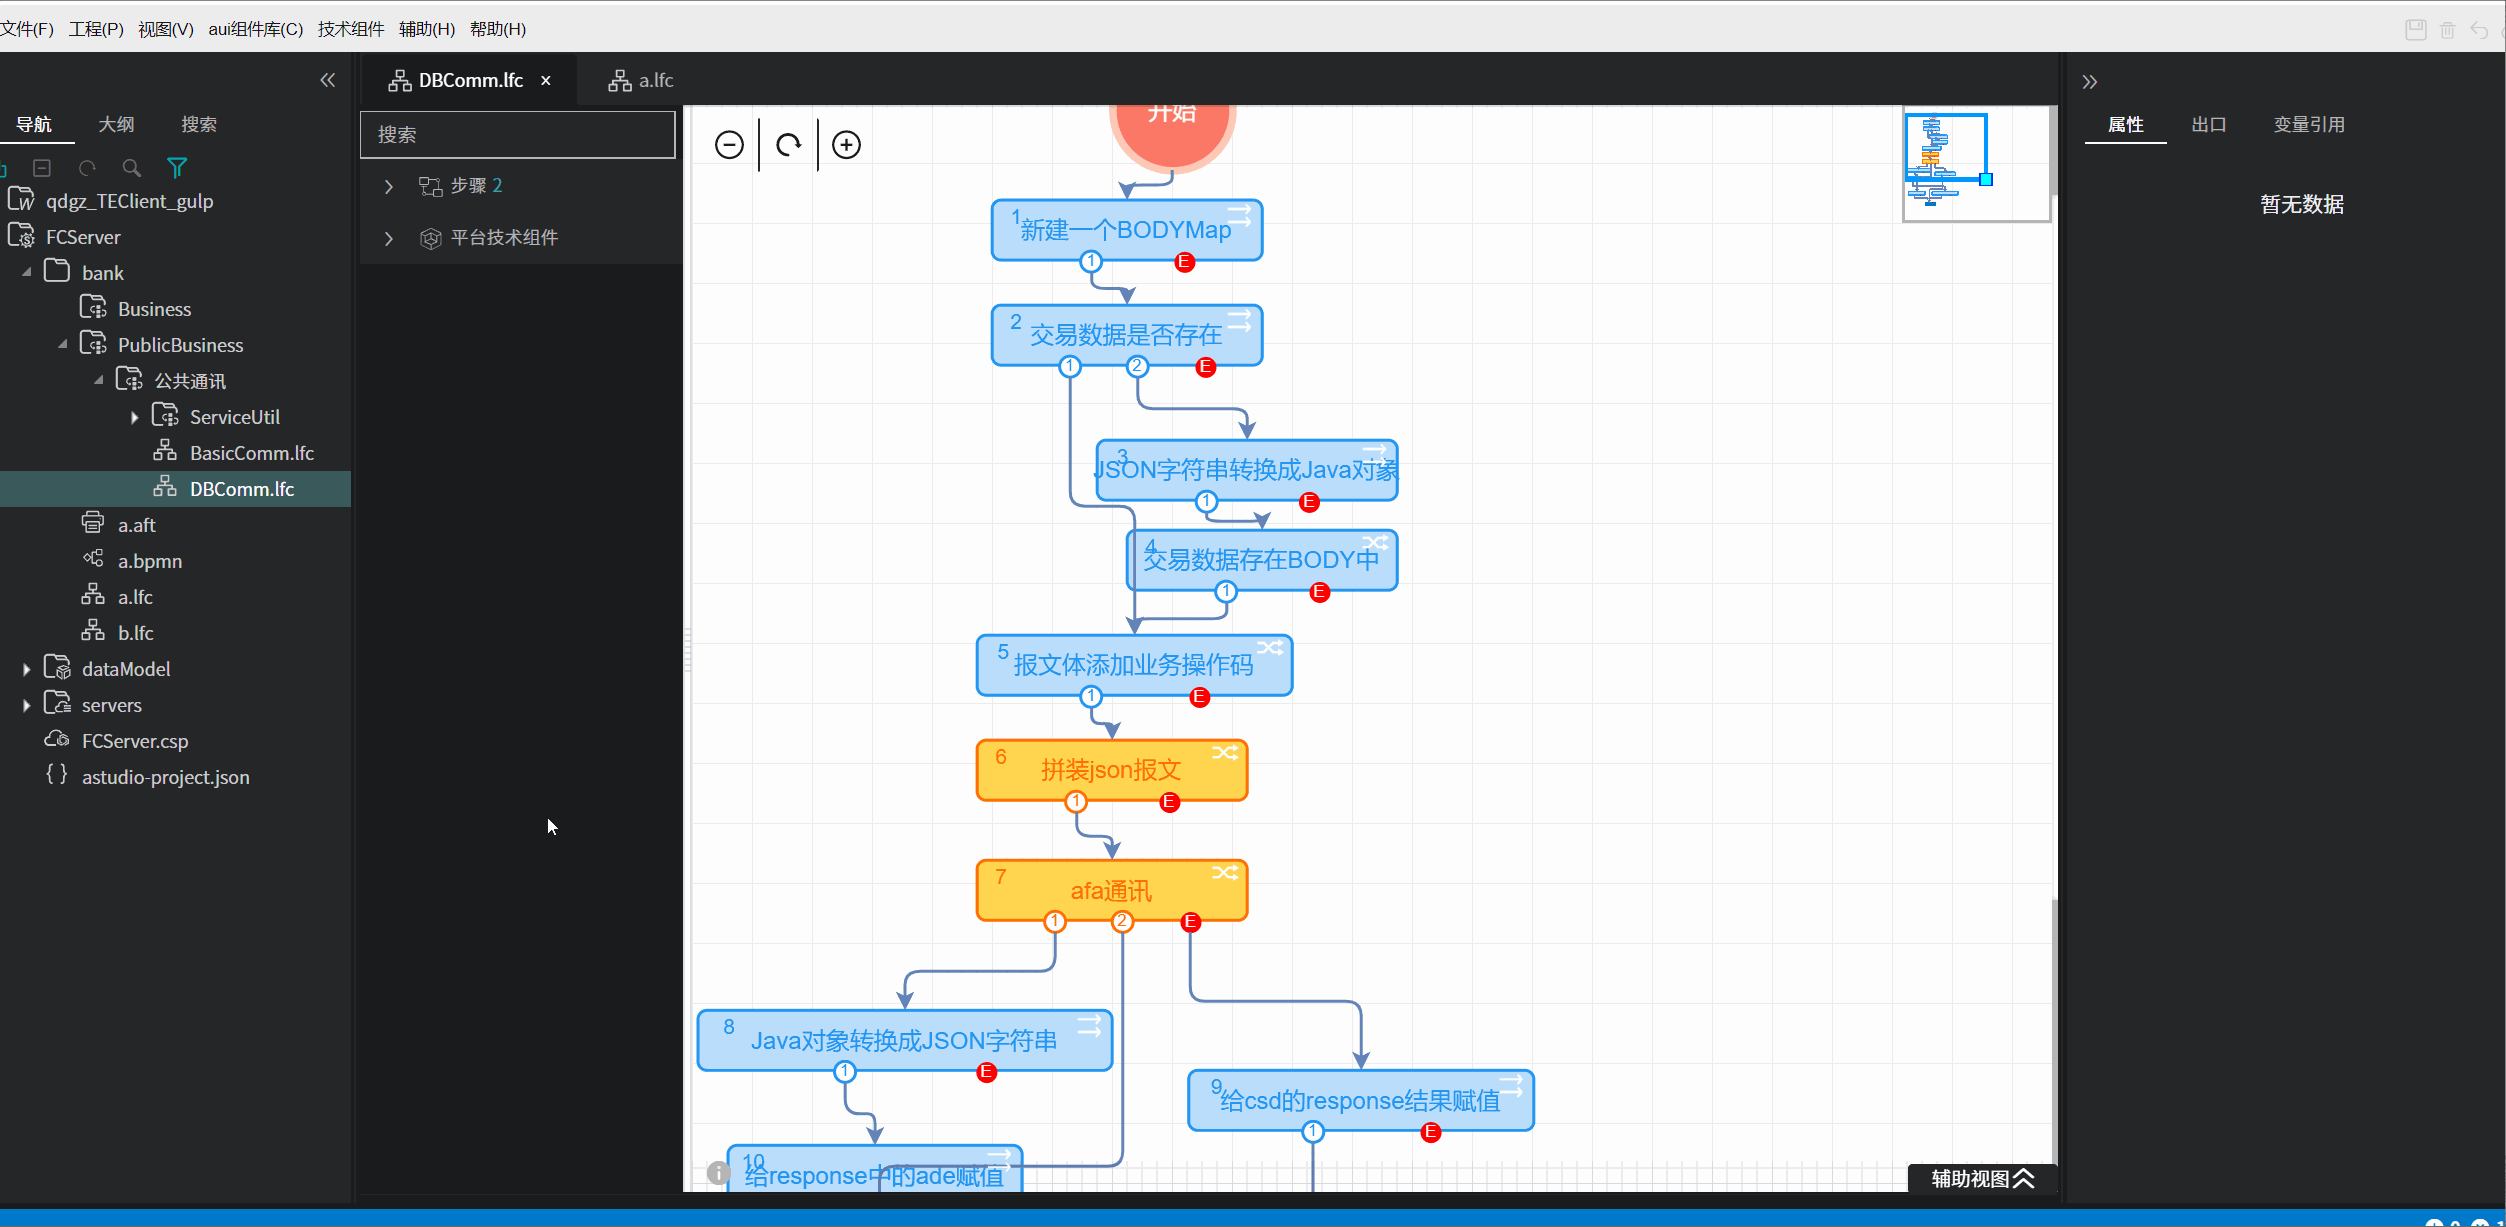 文件(F) 工程(P) 视图(V) aui组件库(C) 技术组件 辅助(H) 帮助(H)
导航 大纲 搜索
qdgz_TEClient_gulp
FCServer
bank
Business
PublicBusiness
公共通讯
ServiceUtil
BasicComm.lfc
DBComm.lfc
a.aft
a.bpmn
a.lfc
b.lfc
dataModel
servers
FCServer.csp
astudio-project.json
DBComm.lfc × a.lfc
搜索
步骤 2
平台技术组件
开始
1 新建一个BODYMap
1 E
2 交易数据是否存在
1 2 E
3 JSON字符串转换成Java对象
1 E
4 交易数据存在BODY中
1 E
5 报文体添加业务操作码
1 E
6 拼装json报文
1 E
7 afa通讯
1 2 E
8 Java对象转换成JSON字符串
1 E
9 给csd的response结果赋值
1 E
10 给response中的ade赋值
辅助视图
属性 出口 变量引用
暂无数据